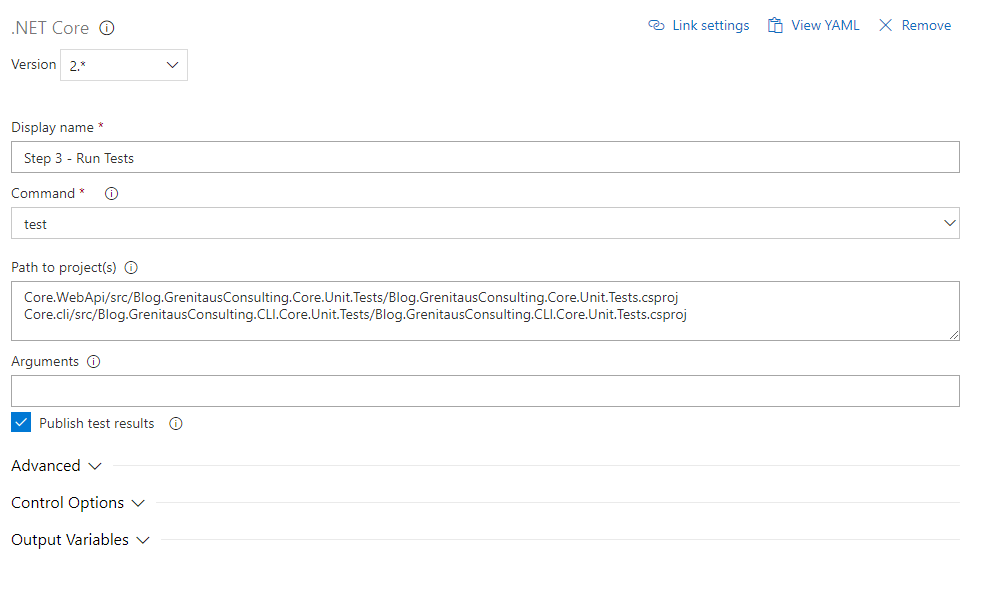 .NET Core
Link settings View YAML Remove
Version 2.*
Display name *
Step 3 - Run Tests
Command *
test
Path to project(s)
Core.WebApi/src/Blog.GrenitausConsulting.Core.Unit.Tests/Blog.GrenitausConsulting.Core.Unit.Tests.csproj
Core.cli/src/Blog.GrenitausConsulting.CLI.Core.Unit.Tests/Blog.GrenitausConsulting.CLI.Core.Unit.Tests.csproj
Arguments
Publish test results
Advanced
Control Options
Output Variables